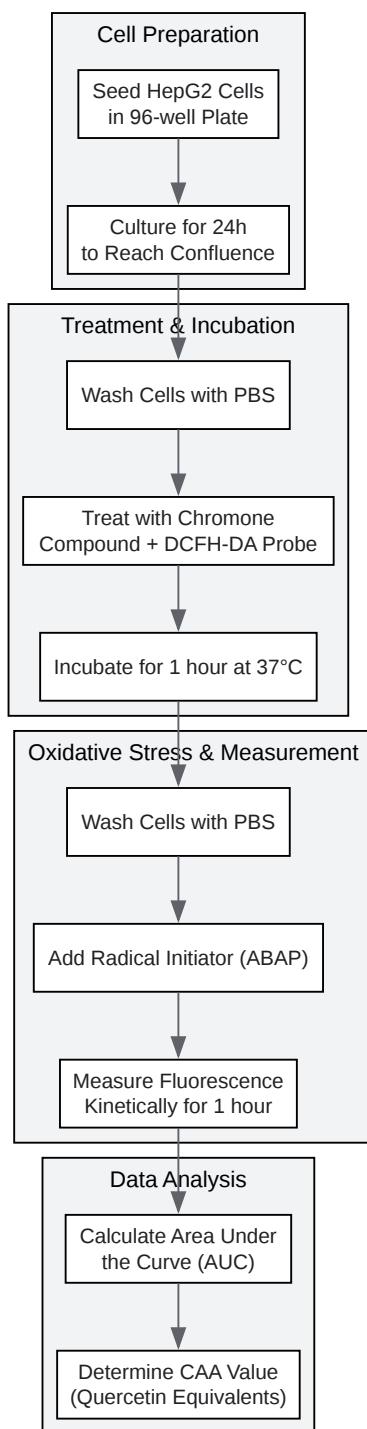 Cell Preparation
Seed HepG2 Cells
in 96-well Plate
Culture for 24h
to Reach Confluence
Treatment & Incubation
Wash Cells with PBS
Treat with Chromone
Compound + DCFH-DA Probe
Incubate for 1 hour at 37°C
Oxidative Stress & Measurement
Wash Cells with PBS
Add Radical Initiator (ABAP)
Measure Fluorescence
Kinetically for 1 hour
Data Analysis
Calculate Area Under
the Curve (AUC)
Determine CAA Value
(Quercetin Equivalents)